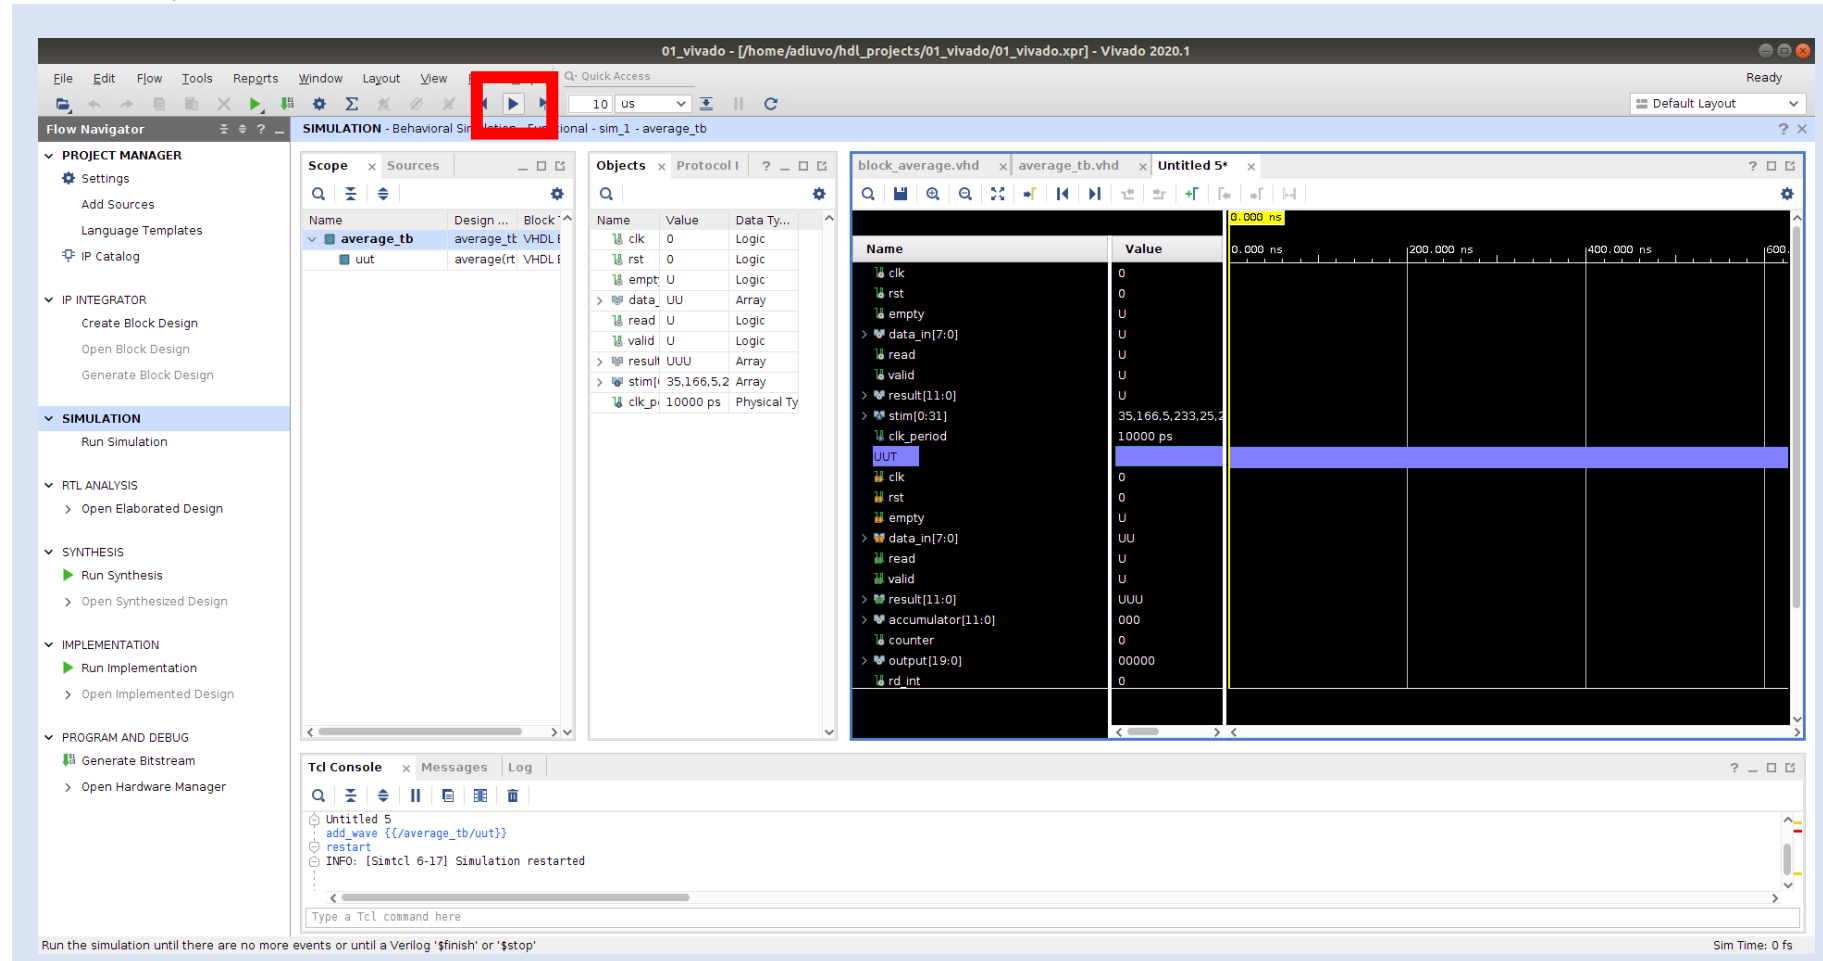 01_vivado - [/home/adiuvo/hdl_projects/01_vivado/01_vivado.xpr] - Vivado 2020.1
File Edit Flow Tools Reports Window Layout View
Q- Quick Access
Ready
10 us
Default Layout
Flow Navigator
SIMULATION - Behavioral Simulation - Functional - sim_1 - average_tb
PROJECT MANAGER
Settings
Add Sources
Language Templates
IP Catalog
IP INTEGRATOR
Create Block Design
Open Block Design
Generate Block Design
SIMULATION
Run Simulation
RTL ANALYSIS
Open Elaborated Design
SYNTHESIS
Run Synthesis
Open Synthesized Design
IMPLEMENTATION
Run Implementation
Open Implemented Design
PROGRAM AND DEBUG
Generate Bitstream
Open Hardware Manager
Scope Sources
Name Design ... Block
average_tb average_tb VHDL E
uut average(rt VHDL E
Objects Protocol I
Name Value Data Ty...
clk 0 Logic
rst 0 Logic
empty U Logic
data_ UU Array
read U Logic
valid U Logic
result UUU Array
stim[ 35,166,5,2 Array
clk_p 10000 ps Physical Ty
block_average.vhd average_tb.vhd Untitled 5*
0.000 ns
Name Value 0.000 ns 200.000 ns 400.000 ns 600.
clk 0
rst 0
empty U
data_in[7:0] U
read U
valid U
result[11:0] U
stim[0:31] 35,166,5,233,25,2
clk_period 10000 ps
UUT
clk 0
rst 0
empty U
data_in[7:0] UU
read U
valid U
result[11:0] UUU
accumulator[11:0] 000
counter 0
output[19:0] 00000
rd_int 0
Tcl Console Messages Log
Untitled 5
add_wave {{/average_tb/uut}}
restart
INFO: [Simtcl 6-17] Simulation restarted
Type a Tcl command here
Run the simulation until there are no more events or until a Verilog '$finish' or '$stop'
Sim Time: 0 fs